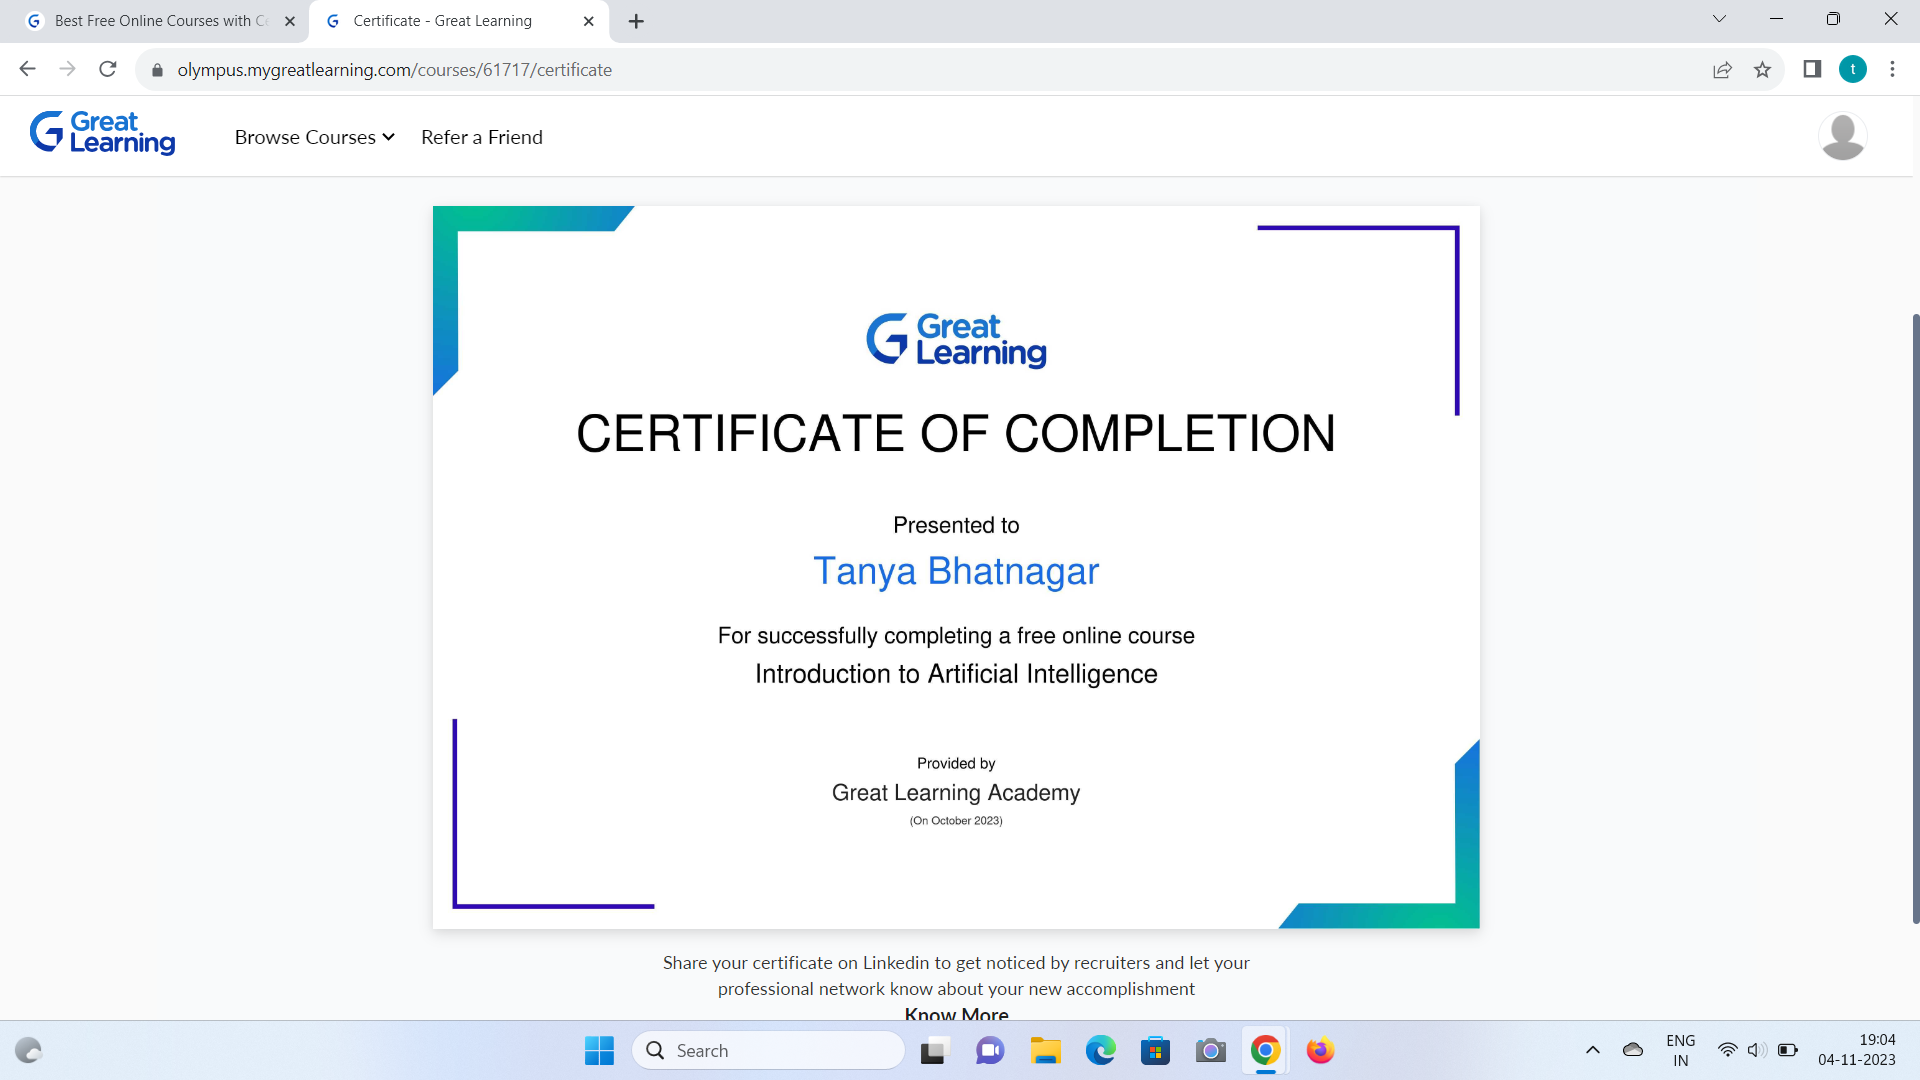 Best Free Online Courses with Ce
Certificate - Great Learning
olympus.mygreatlearning.com/courses/61717/certificate
t
Great
Learning
Browse Courses
Refer a Friend
Great
Learning
CERTIFICATE OF COMPLETION
Presented to
Tanya Bhatnagar
For successfully completing a free online course
Introduction to Artificial Intelligence
Provided by
Great Learning Academy
(On October 2023)
Share your certificate on Linkedin to get noticed by recruiters and let your
professional network know about your new accomplishment
Know More
Search
ENG
IN
19:04
04-11-2023